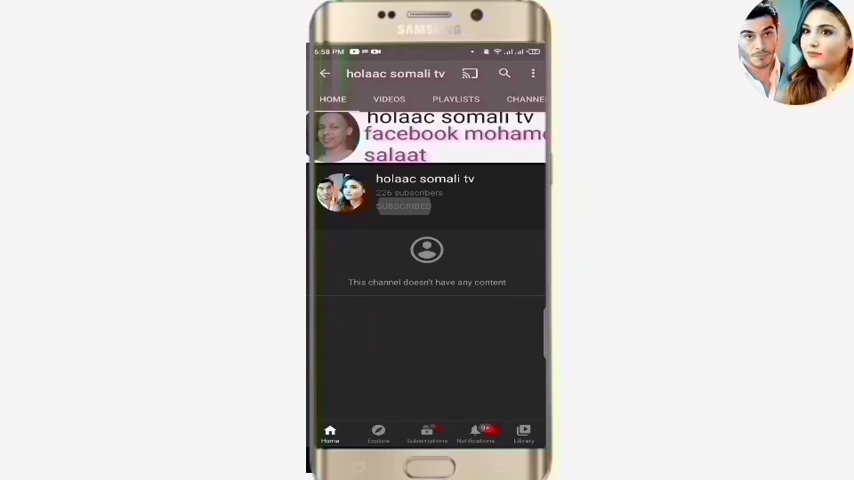 SAMSUNG
6:58 PM
holaac somali tv
HOME VIDEOS PLAYLISTS CHANNE
holaac somali tv
facebook mohame
salaat
holaac somali tv
226 subscribers
SUBSCRIBED
This channel doesn't have any content
Home Explore Subscriptions Notifications Library